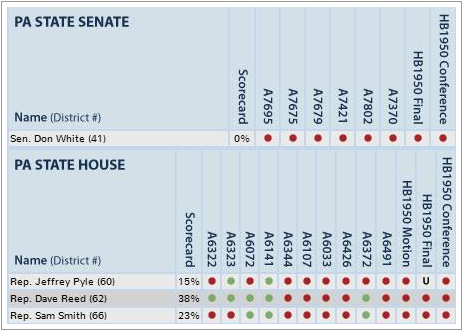 PA STATE SENATE
Name (District #)
Scorecard
A7695
A7675
A7679
A7421
A7802
A7370
HB1950 Final
HB1950 Conference
Sen. Don White (41) 0%
PA STATE HOUSE
Name (District #)
Scorecard
A6322
A6323
A6072
A6141
A6344
A6107
A6033
A6426
A6372
A6491
HB1950 Motion
HB1950 Final
HB1950 Conference
Rep. Jeffrey Pyle (60) 15% U
Rep. Dave Reed (62) 38%
Rep. Sam Smith (66) 23%